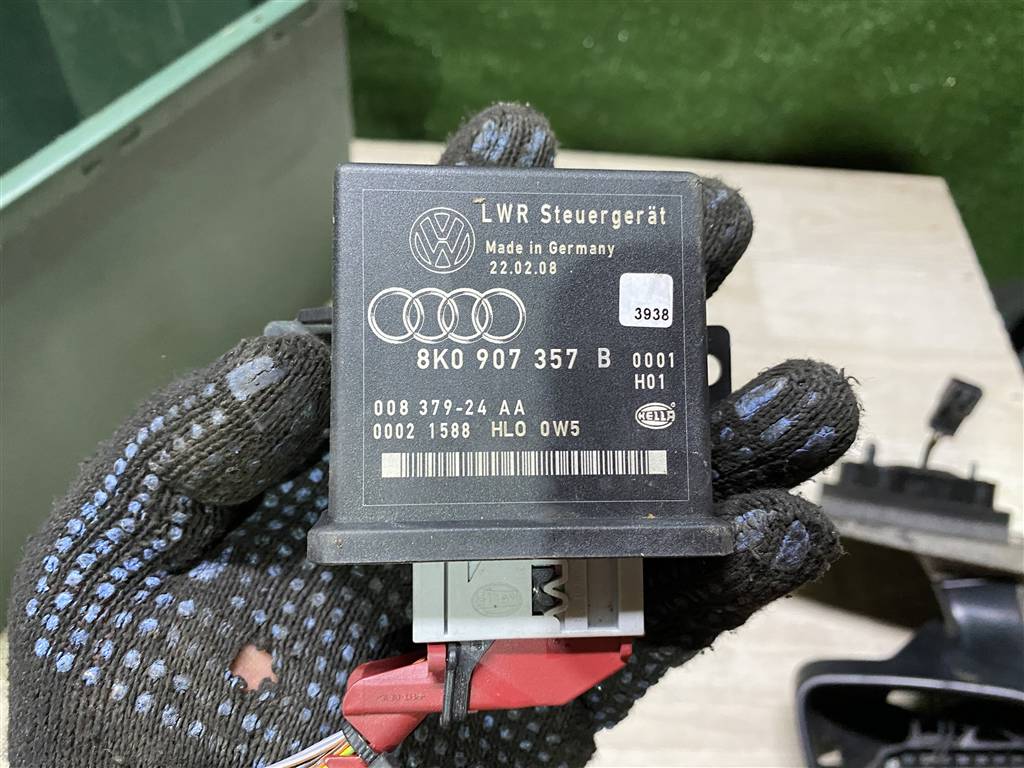 LWR Steuergerät
Made in Germany
22.02.08
3938
8K0 907 357 B 0001
H01
008 379-24 AA
HELLA
0002 1588 HLO 0W5